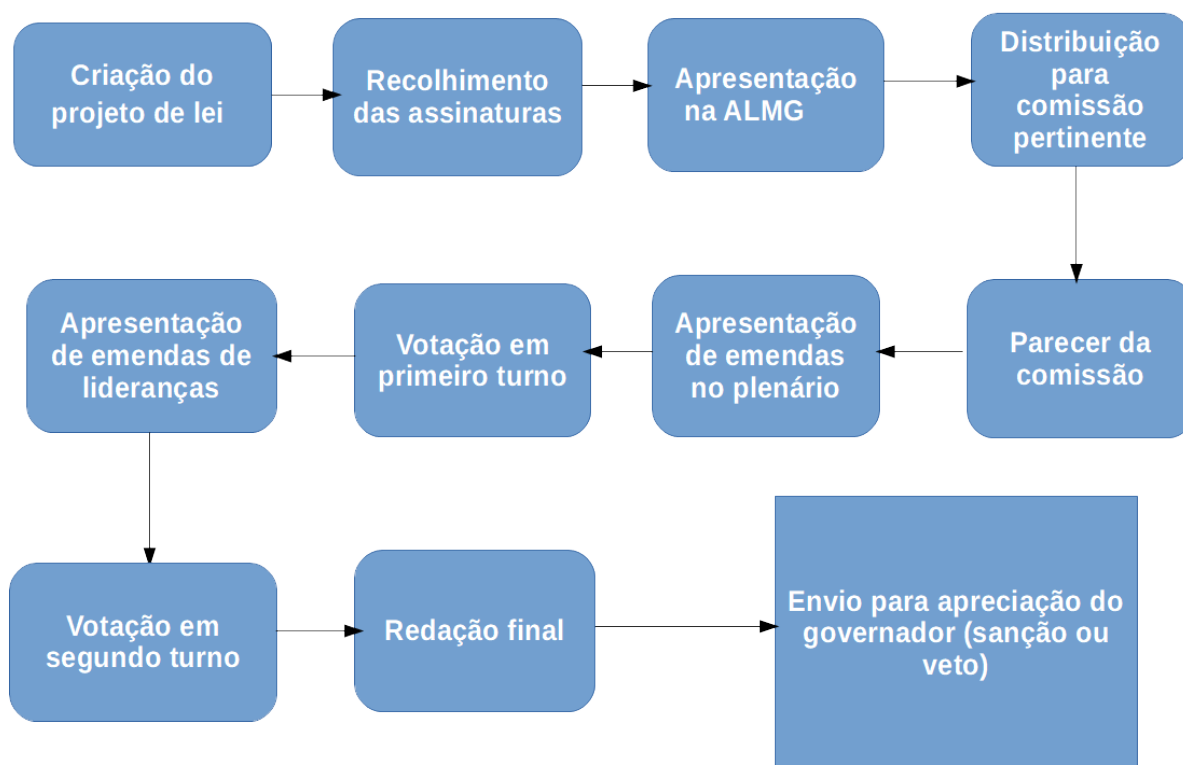 Criação do
projeto de lei
Recolhimento
das assinaturas
Apresentação
na ALMG
Distribuição
para
comissão
pertinente
Parecer da
comissão
Apresentação
de emendas
no plenário
Votação em
primeiro turno
Apresentação
de emendas de
lideranças
Votação em
segundo turno
Redação final
Envio para apreciação do
governador (sanção ou
veto)